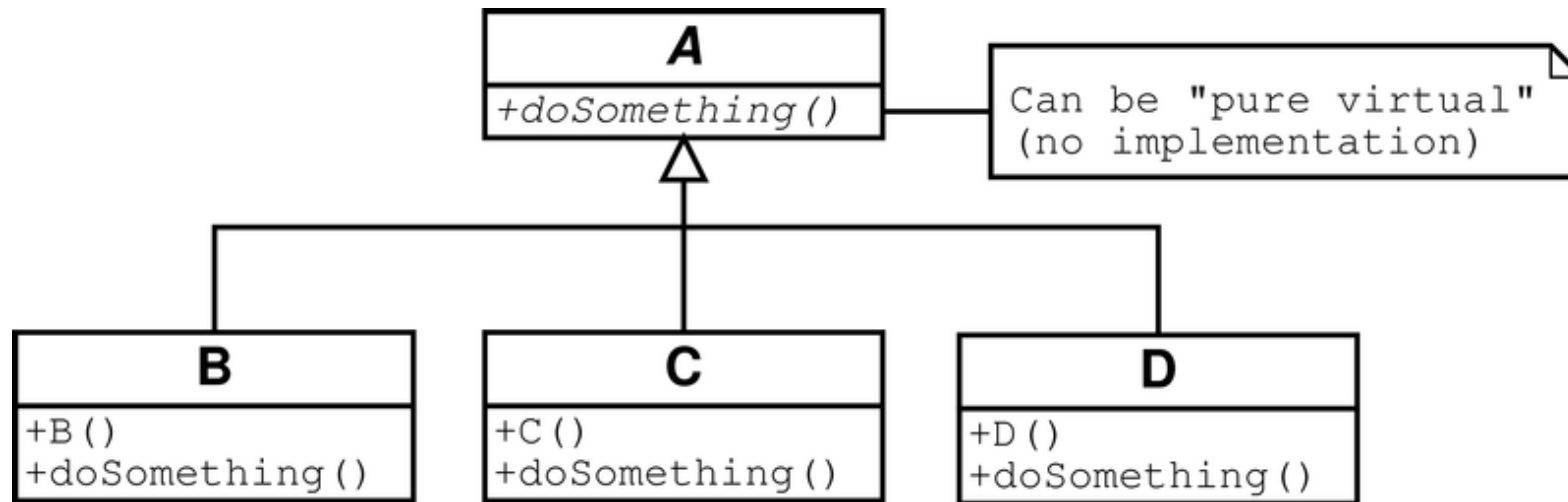 A
+doSomething()
Can be "pure virtual"
(no implementation)
B
+B()
+doSomething()
C
+C()
+doSomething()
D
+D()
+doSomething()